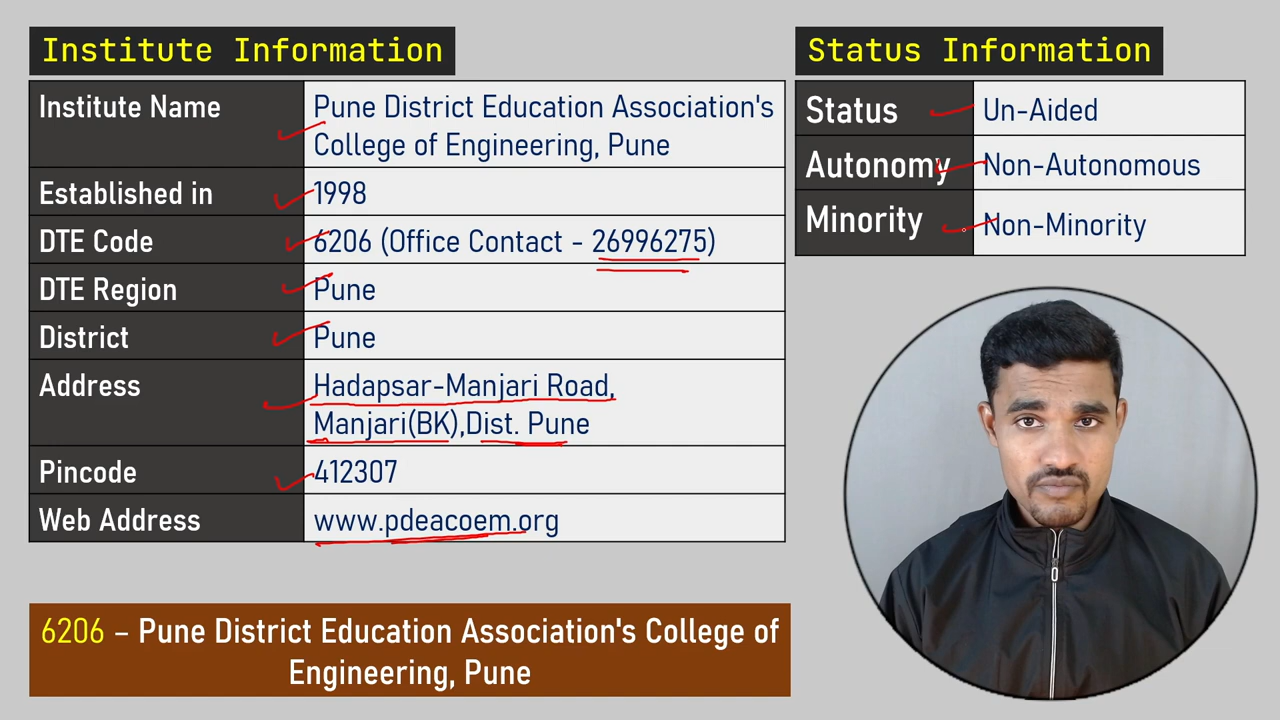 Institute Information
Institute Name
Pune District Education Association's
College of Engineering, Pune
Established in
1998
DTE Code
6206 (Office Contact - 26996275)
DTE Region
Pune
District
Pune
Address
Hadapsar-Manjari Road,
Manjari(BK),Dist. Pune
Pincode
412307
Web Address
www.pdeacoem.org
Status Information
Status
Un-Aided
Autonomy
Non-Autonomous
Minority
Non-Minority
6206 – Pune District Education Association's College of
Engineering, Pune